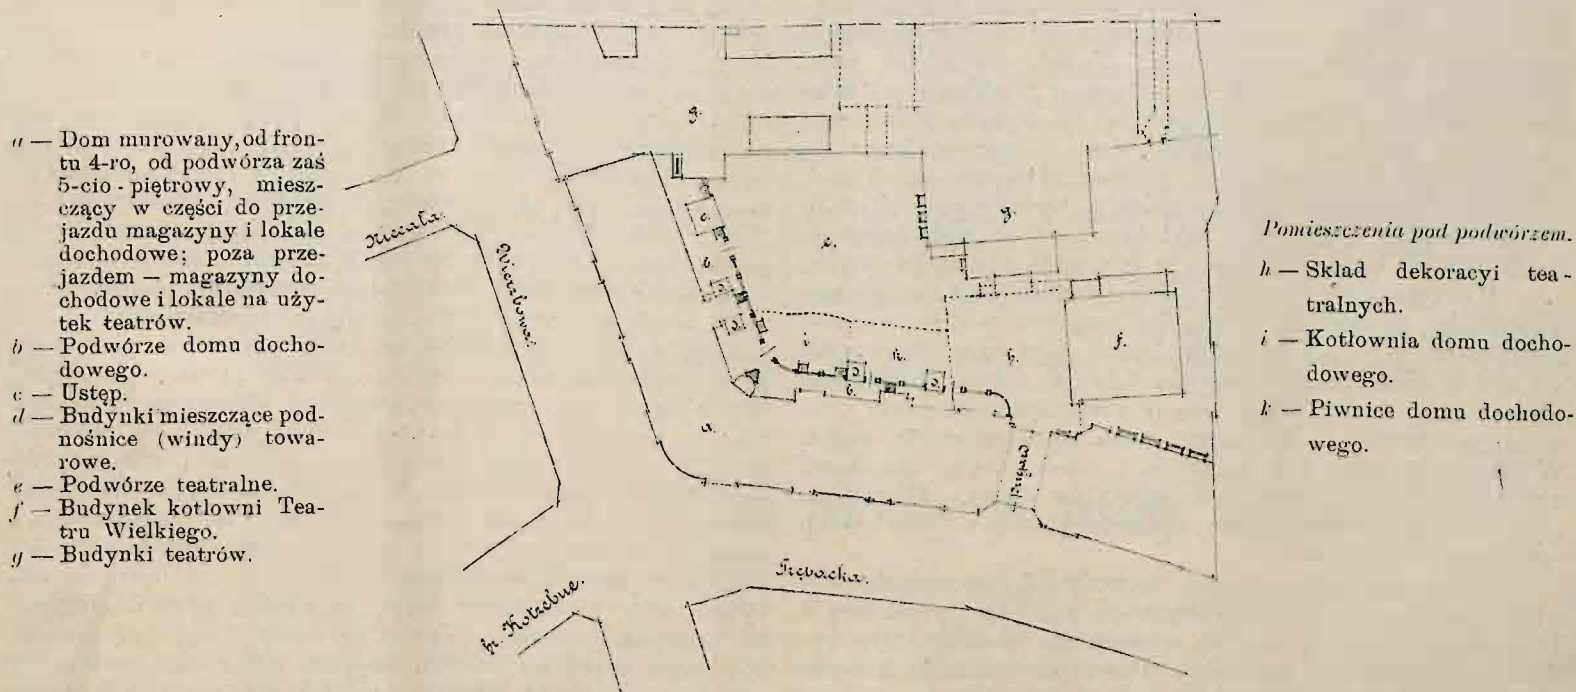 a — Dom murowany, od fron-
tu 4-ro, od podwórza zaś
5-cio - piętrowy, miesz-
czący w części do prze-
jazdu magazyny i lokale
dochodowe; poza prze-
jazdem — magazyny do-
chodowe i lokale na uży-
tek teatrów.
b — Podwórze domu docho-
dowego.
c — Ustęp.
d — Budynki mieszczące pod-
nośnice (windy) towa-
rowe.
e — Podwórze teatralne.
f — Budynek kotłowni Tea-
tru Wielkiego.
g — Budynki teatrów.
g.
Niecała.
Wierzbowa.
c.
b.
d.
d.
e.
g.
i.
k.
d.
d.
b.
h.
f.
a.
przejazd
Trębacka.
hr. Kotzebue.
Pomieszczenia pod podwórzem.
h — Skład dekoracyi tea-
tralnych.
i — Kotłownia domu docho-
dowego.
k — Piwnice domu dochodo-
wego.